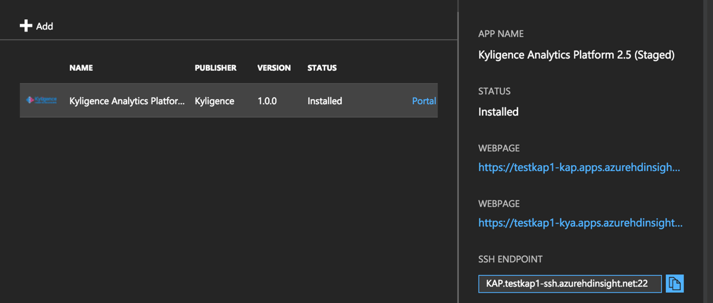 Add
NAME PUBLISHER VERSION STATUS
Kyligence Analytics Platfor... Kyligence 1.0.0 Installed Portal
APP NAME
Kyligence Analytics Platform 2.5 (Staged)
STATUS
Installed
WEBPAGE
https://testkap1-kap.apps.azurehdinsigh...
WEBPAGE
https://testkap1-kya.apps.azurehdinsight...
SSH ENDPOINT
KAP.testkap1-ssh.azurehdinsight.net:22